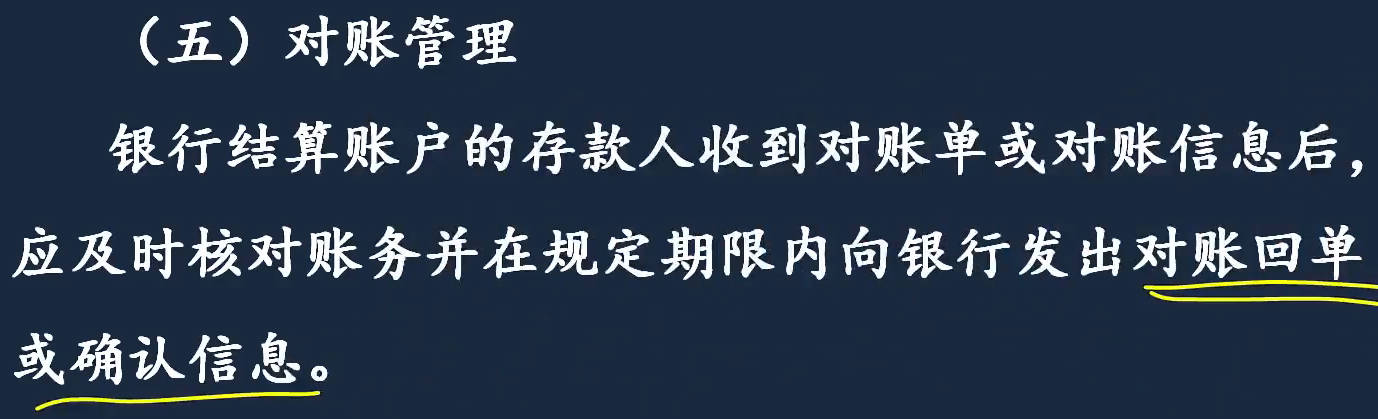 （五）对账管理
银行结算账户的存款人收到对账单或对账信息后，
应及时核对账务并在规定期限内向银行发出对账回单
或确认信息。